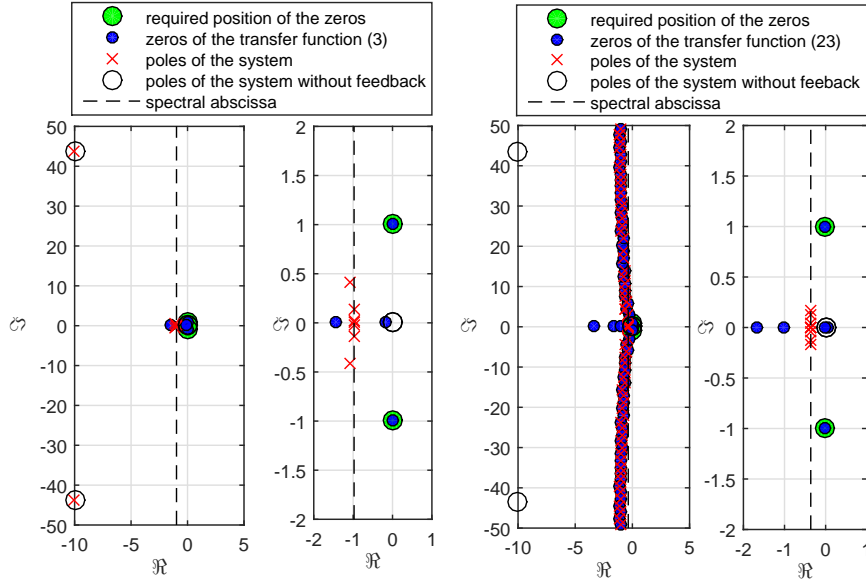 required position of the zeros
zeros of the transfer function (3)
poles of the system
poles of the system without feedback
spectral abscissa
50
40
30
20
10
0
-10
-20
-30
-40
-50
-10 -5 0 5
ℜ
ℑ
2
1.5
1
0.5
0
-0.5
-1
-1.5
-2
-2 -1 0 1
ℜ
ℑ
required position of the zeros
zeros of the transfer function (23)
poles of the system
poles of the system without feeback
spectral abscissa
50
40
30
20
10
0
-10
-20
-30
-40
-50
-10 -5 0 5
ℜ
ℑ
2
1.5
1
0.5
0
-0.5
-1
-1.5
-2
-2 -1 0 1
ℜ
ℑ